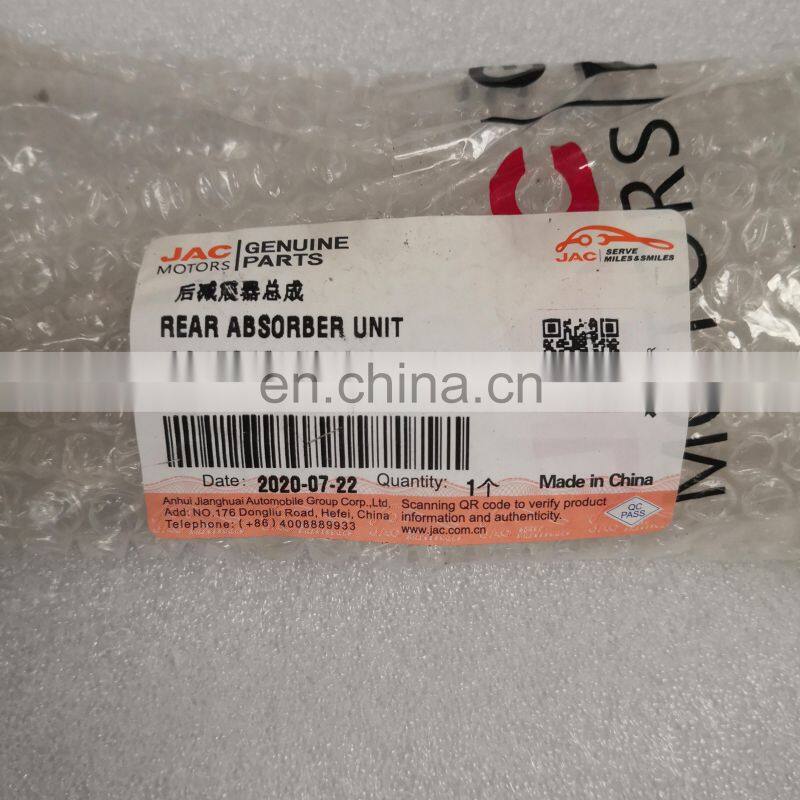 JAC MOTORS
GENUINE PARTS
JAC SERVE MILES&SMILES
后减震器总成
REAR ABSORBER UNIT
en.china.cn
Date: 2020-07-22 Quantity: 1个 Made in China
Anhui Jianghuai Automobile Group Corp.,Ltd,
Add: NO.176 Dongliu Road, Hefei, China
Telephone: (+86) 4008889933
Scanning QR code to verify product
information and authenticity.
www.jac.com.cn
QC
PASS
MOTORS